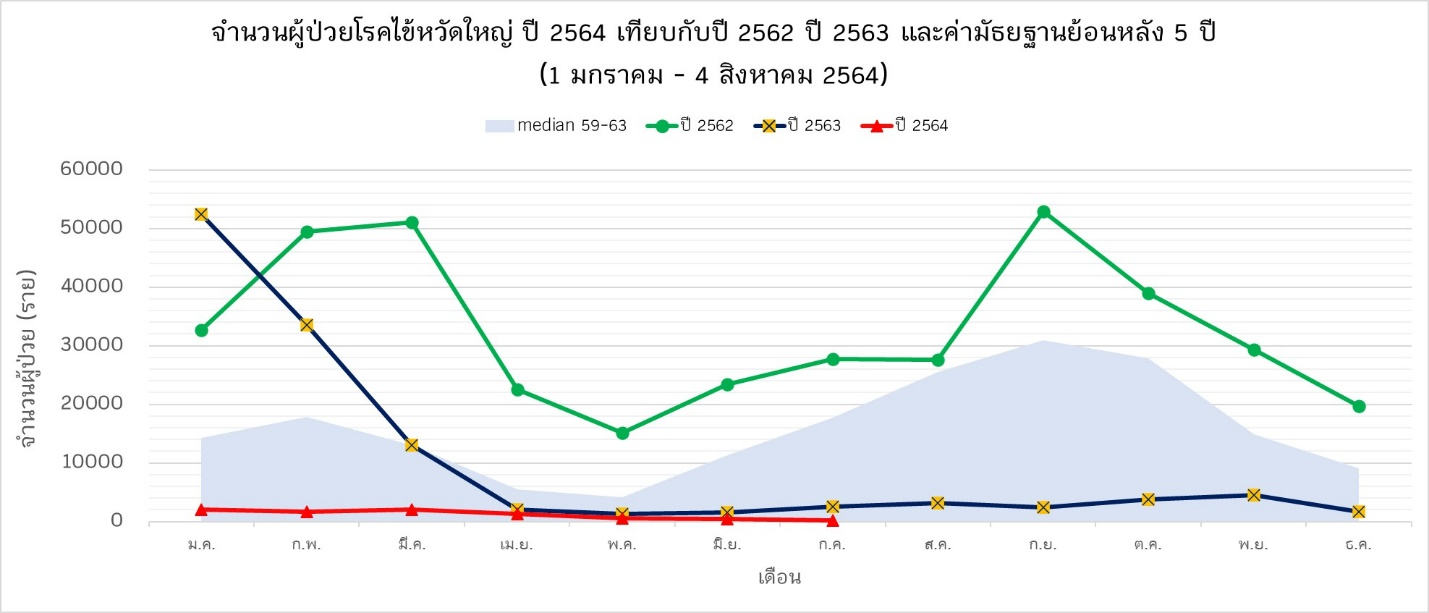 จำนวนผู้ป่วยโรคไข้หวัดใหญ่ ปี 2564 เทียบกับปี 2562 ปี 2563 และค่ามัธยฐานย้อนหลัง 5 ปี
(1 มกราคม - 4 สิงหาคม 2564)
median 59-63 ปี 2562 ปี 2563 ปี 2564
จำนวนผู้ป่วย (ราย)
60000
50000
40000
30000
20000
10000
0
ม.ค. ก.พ. มี.ค. เม.ย. พ.ค. มิ.ย. ก.ค. ส.ค. ก.ย. ต.ค. พ.ย. ธ.ค.
เดือน